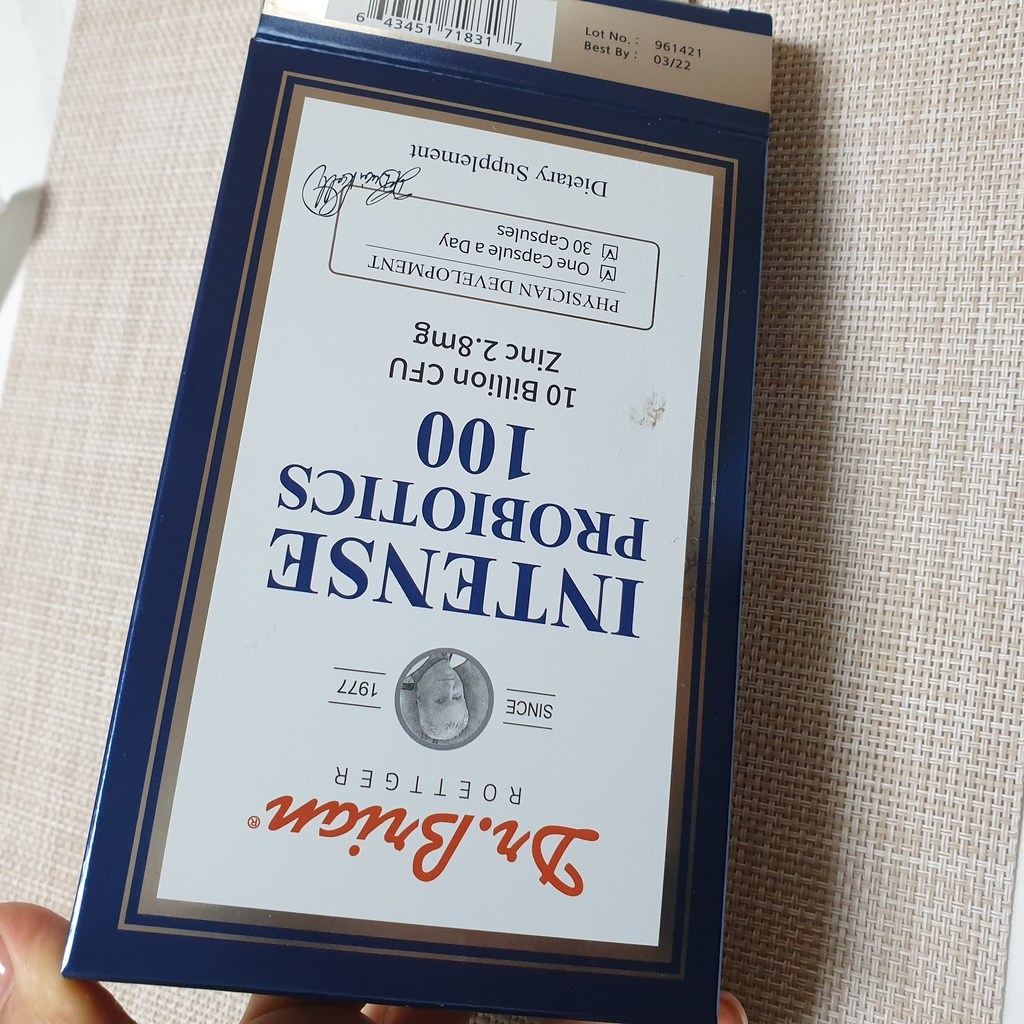 6 43451 71831 7
Lot No. : 961421
Best By : 03/22
Dr.Brian®
ROETTGER
SINCE 1977
INTENSE
PROBIOTICS
100
10 Billion CFU
Zinc 2.8mg
PHYSICIAN DEVELOPMENT
One Capsule a Day
30 Capsules
Dietary Supplement